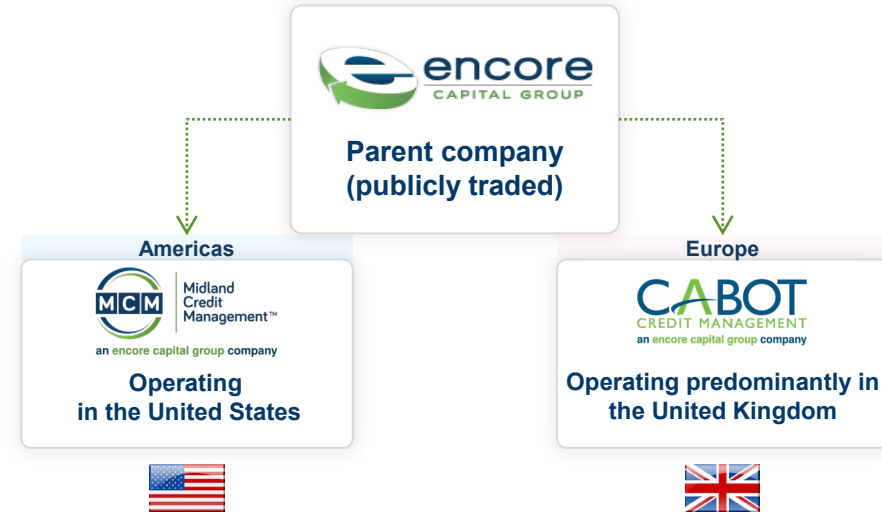 encore
CAPITAL GROUP
Parent company
(publicly traded)
Americas
MCM
Midland
Credit
Management™
an encore capital group company
Operating
in the United States
Europe
CABOT
CREDIT MANAGEMENT
an encore capital group company
Operating predominantly in
the United Kingdom